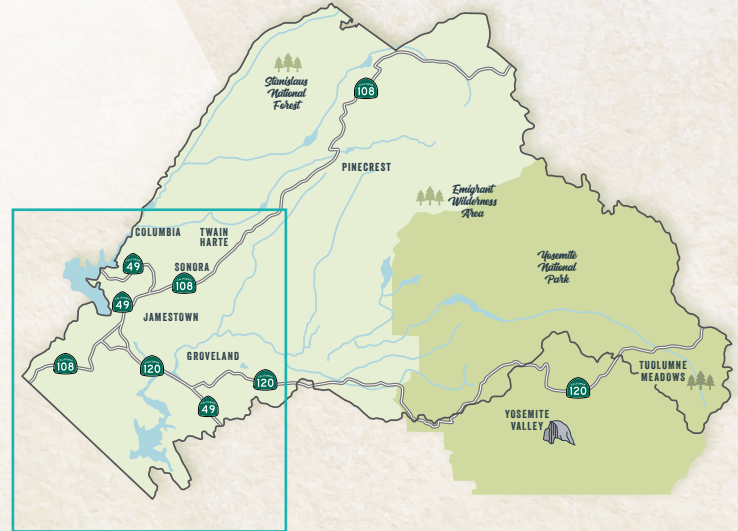 Stanislaus
National
Forest
108
PINECREST
Emigrant
Wilderness
Area
COLUMBIA
TWAIN
HARTE
49
SONORA
108
Yosemite
National
Park
49
JAMESTOWN
GROVELAND
108
120
120
49
120
TUOLUMNE
MEADOWS
YOSEMITE
VALLEY